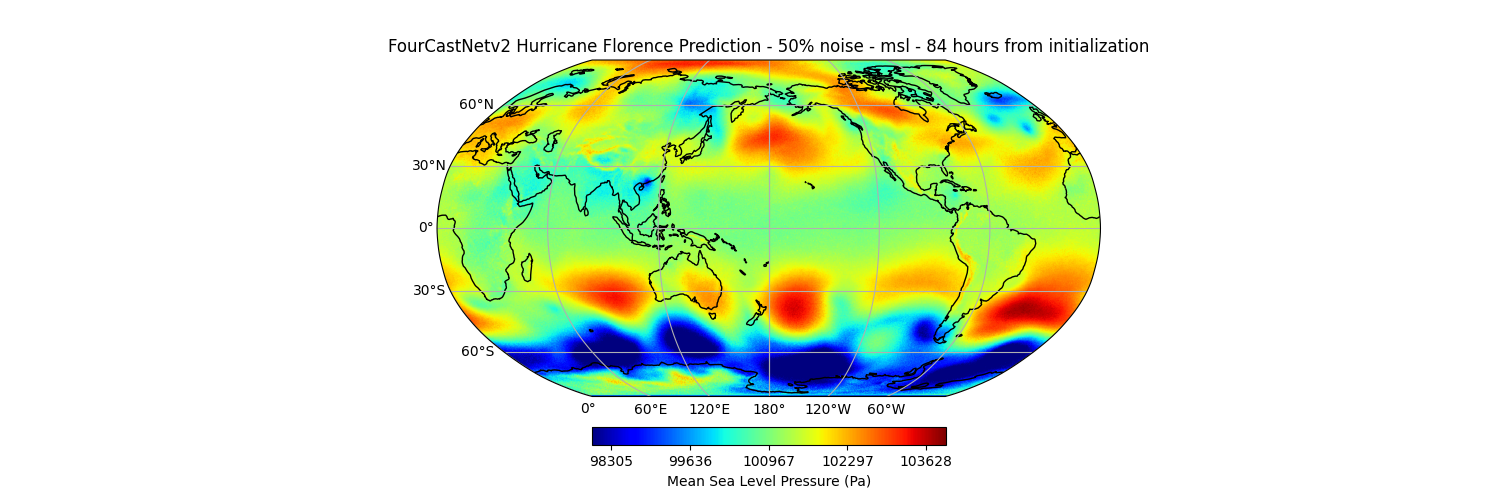 FourCastNetv2 Hurricane Florence Prediction - 50% noise - msl - 84 hours from initialization
60°N
30°N
0°
30°S
60°S
0° 60°E 120°E 180° 120°W 60°W
98305 99636 100967 102297 103628
Mean Sea Level Pressure (Pa)